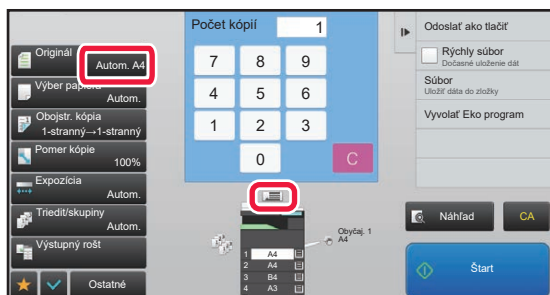 Originál
Autom. A4
Výber papiera
Autom.
Obojstr. kópia
1-stranný→1-stranný
Pomer kópie
100%
Expozícia
Autom.
Triediť/skupiny
Autom.
Výstupný rošt
Ostatné
Počet kópií 1
7 8 9
4 5 6
1 2 3
0 C
Obyčaj. 1
A4
1 A4
2 A4
3 B4
4 A3
Odoslať ako tlačiť
Rýchly súbor
Dočasné uloženie dát
Súbor
Uložiť dáta do zložky
Vyvolať Eko program
Náhľad CA
Štart